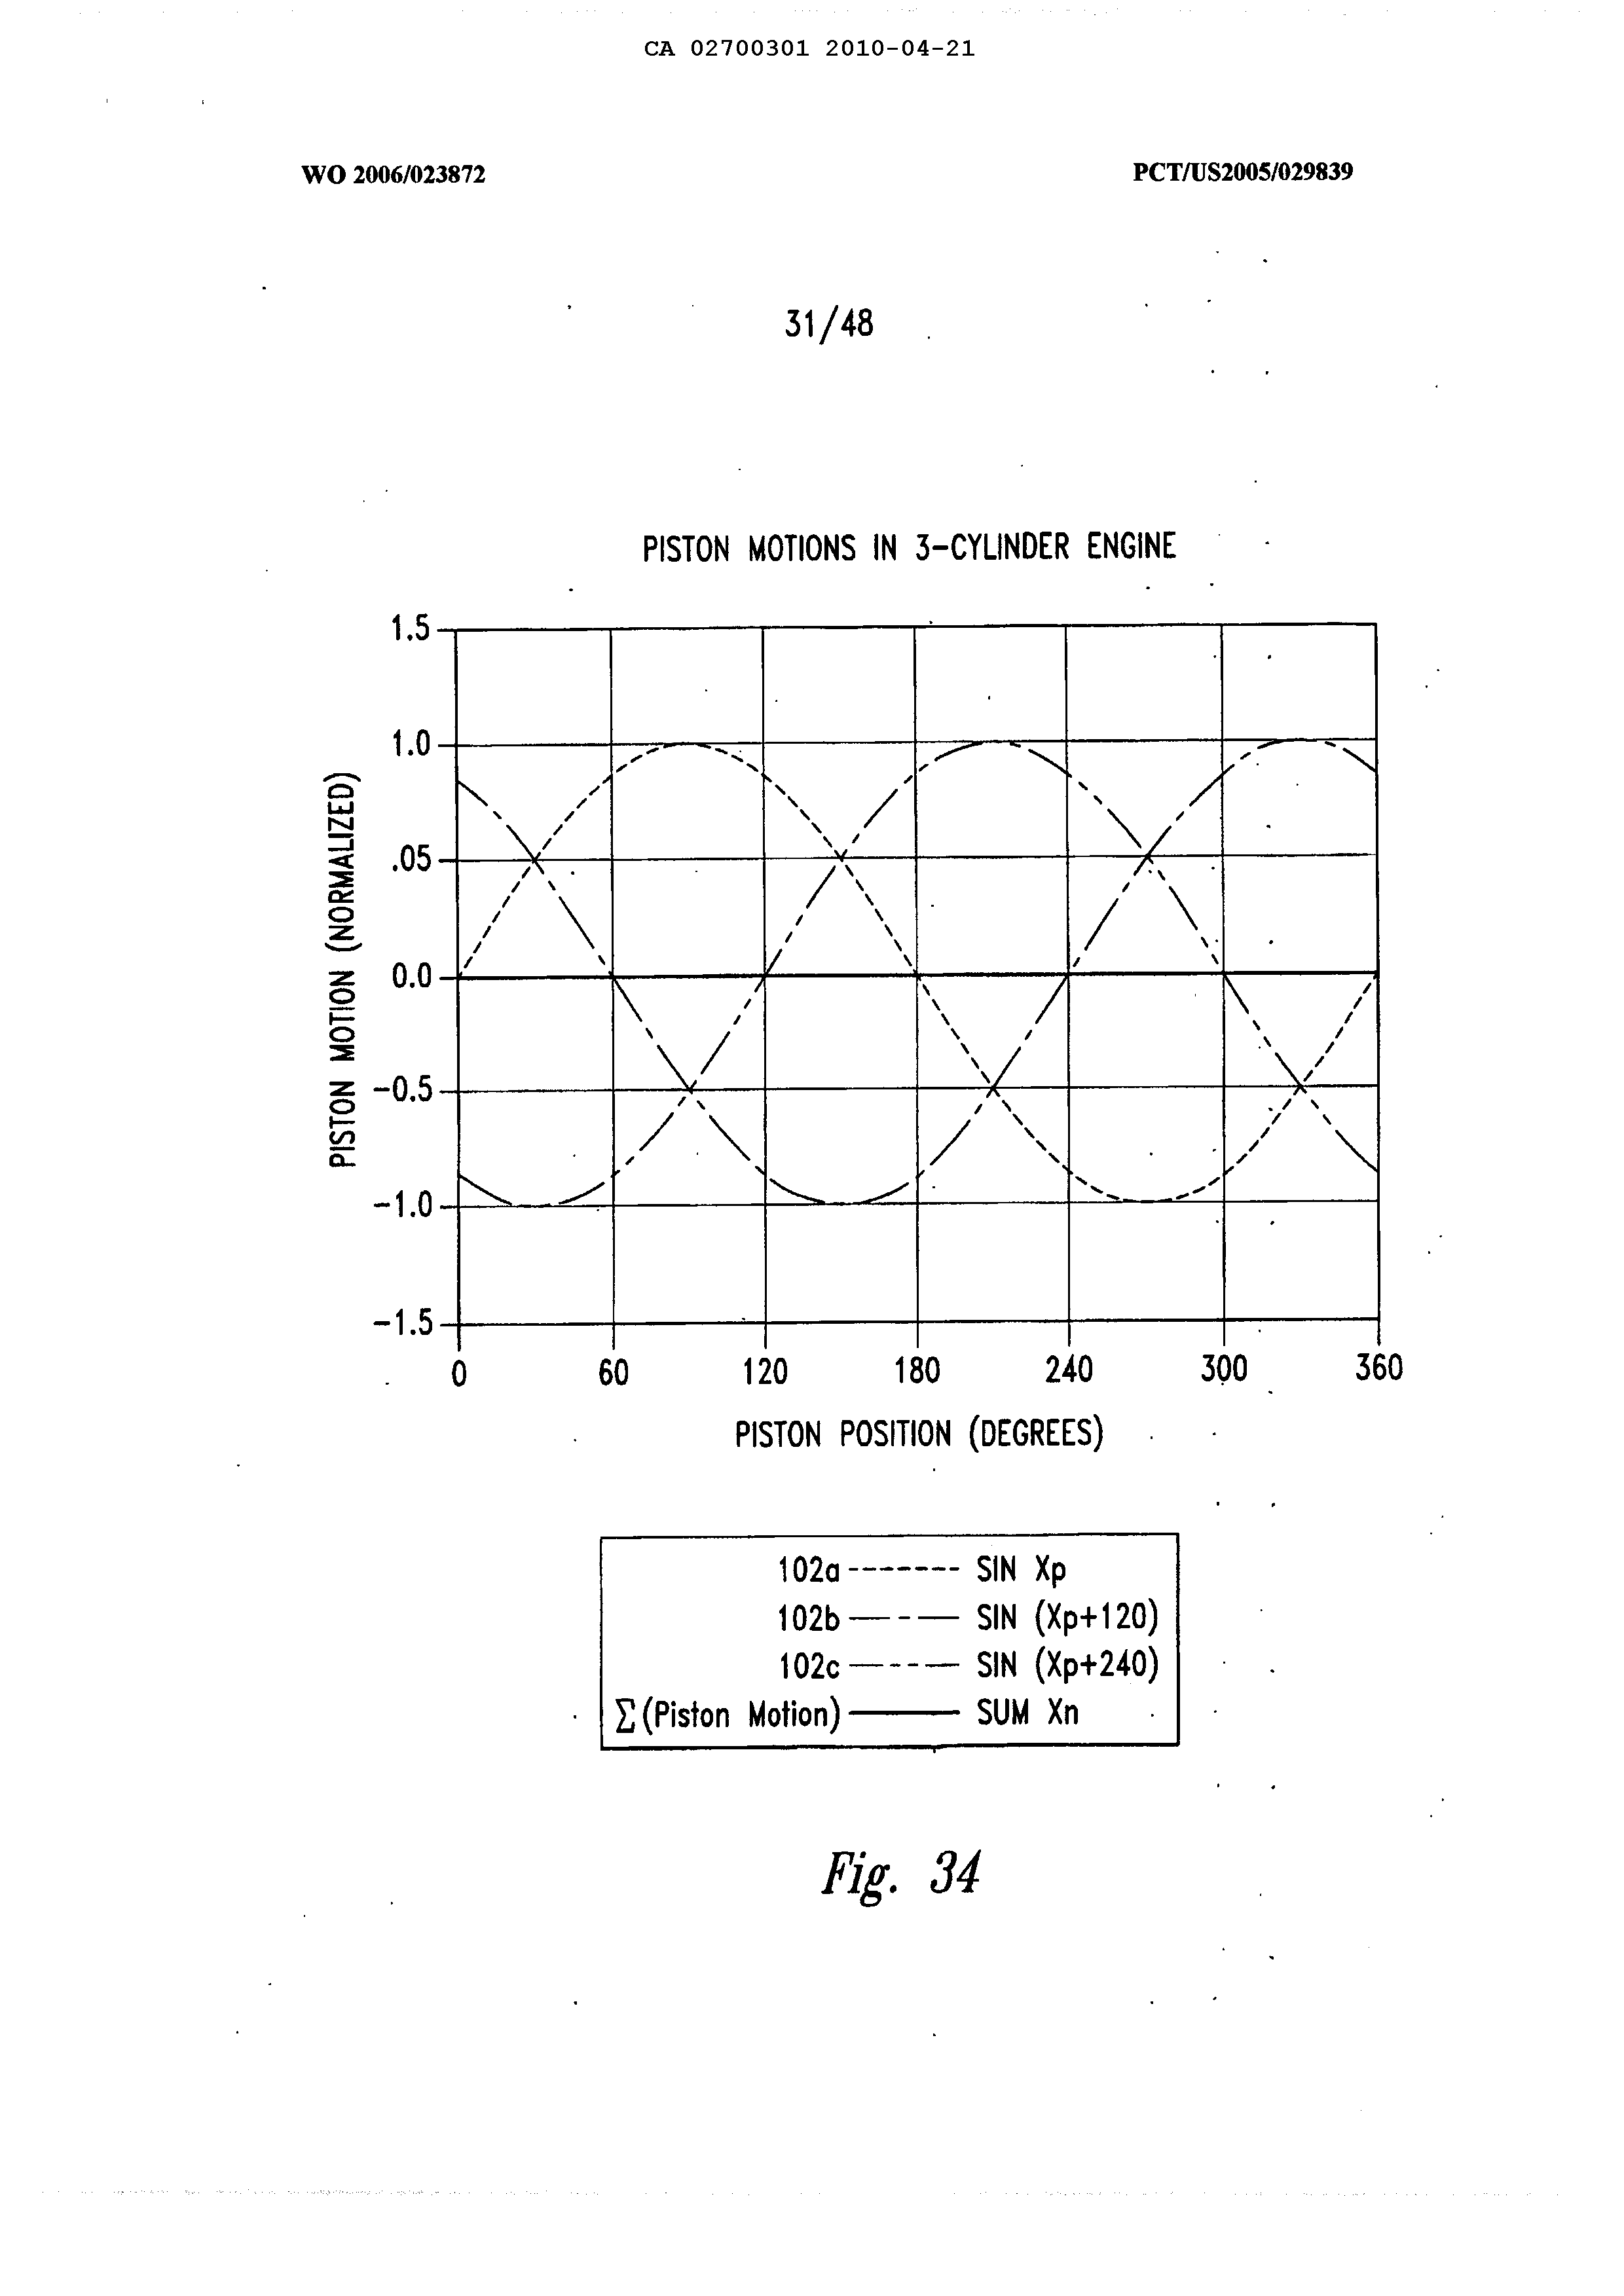 CA 02700301 2010-04-21
WO 2006/023872
PCT/US2005/029839
31/48
PISTON MOTIONS IN 3-CYLINDER ENGINE
PISTON MOTION (NORMALIZED)
1.5
1.0
.05
0.0
-0.5
-1.0
-1.5
0 60 120 180 240 300 360
PISTON POSITION (DEGREES)
102a SIN Xp
102b SIN (Xp+120)
102c SIN (Xp+240)
Σ(Piston Motion) SUM Xn
Fig. 34